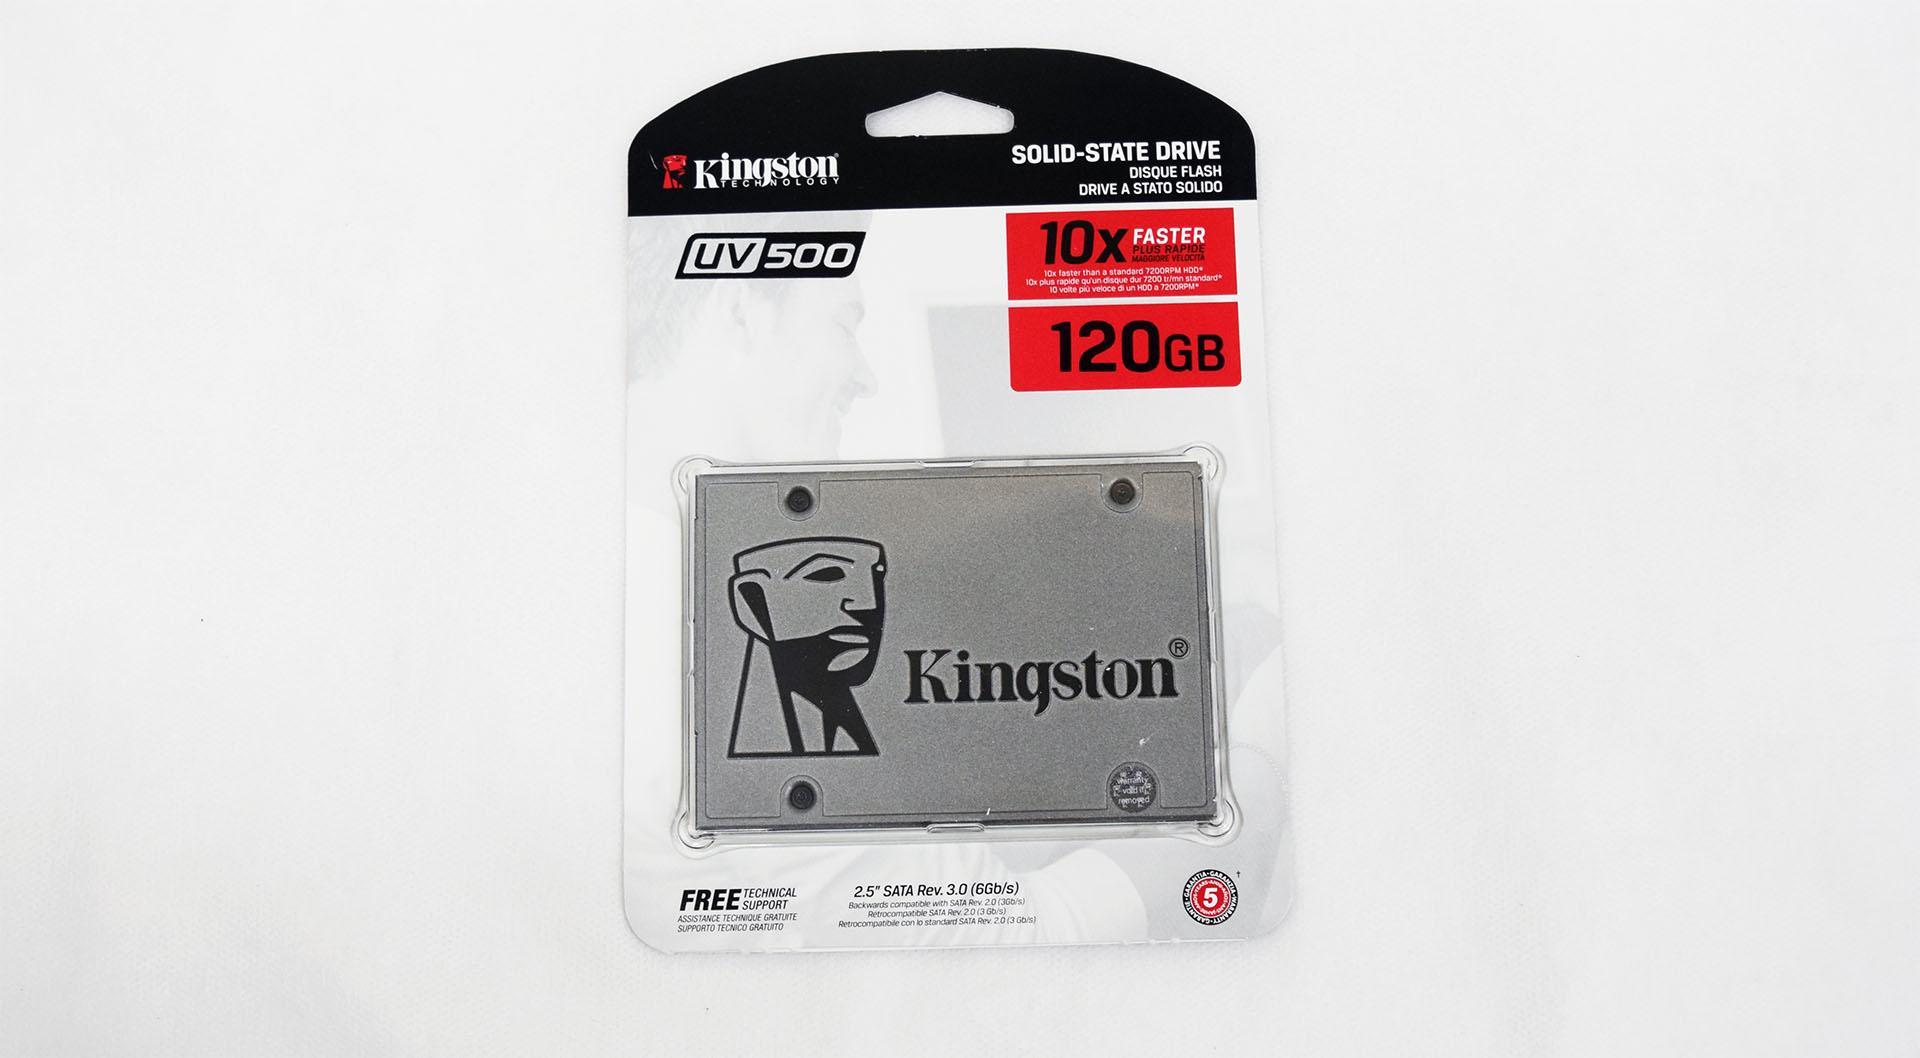 Kingston
TECHNOLOGY
SOLID-STATE DRIVE
DISQUE FLASH
DRIVE A STATO SOLIDO
UV500
10x FASTER
PLUS RAPIDE
MAGGIORE VELOCITÀ
10x faster than a standard 7200RPM HDD*
10x plus rapide qu'un disque dur 7200 tr/mn standard*
10 volte più veloce di un HDD a 7200RPM*
120GB
Kingston®
warranty
void if
removed
FREE TECHNICAL
SUPPORT
ASSISTANCE TECHNIQUE GRATUITE
SUPPORTO TECNICO GRATUITO
2.5" SATA Rev. 3.0 (6Gb/s)
Backwards compatible with SATA Rev. 2.0 (3Gb/s)
Rétrocompatible SATA Rev. 2.0 (3 Gb/s)
Retrocompatibile con lo standard SATA Rev. 2.0 (3 Gb/s)
5
†